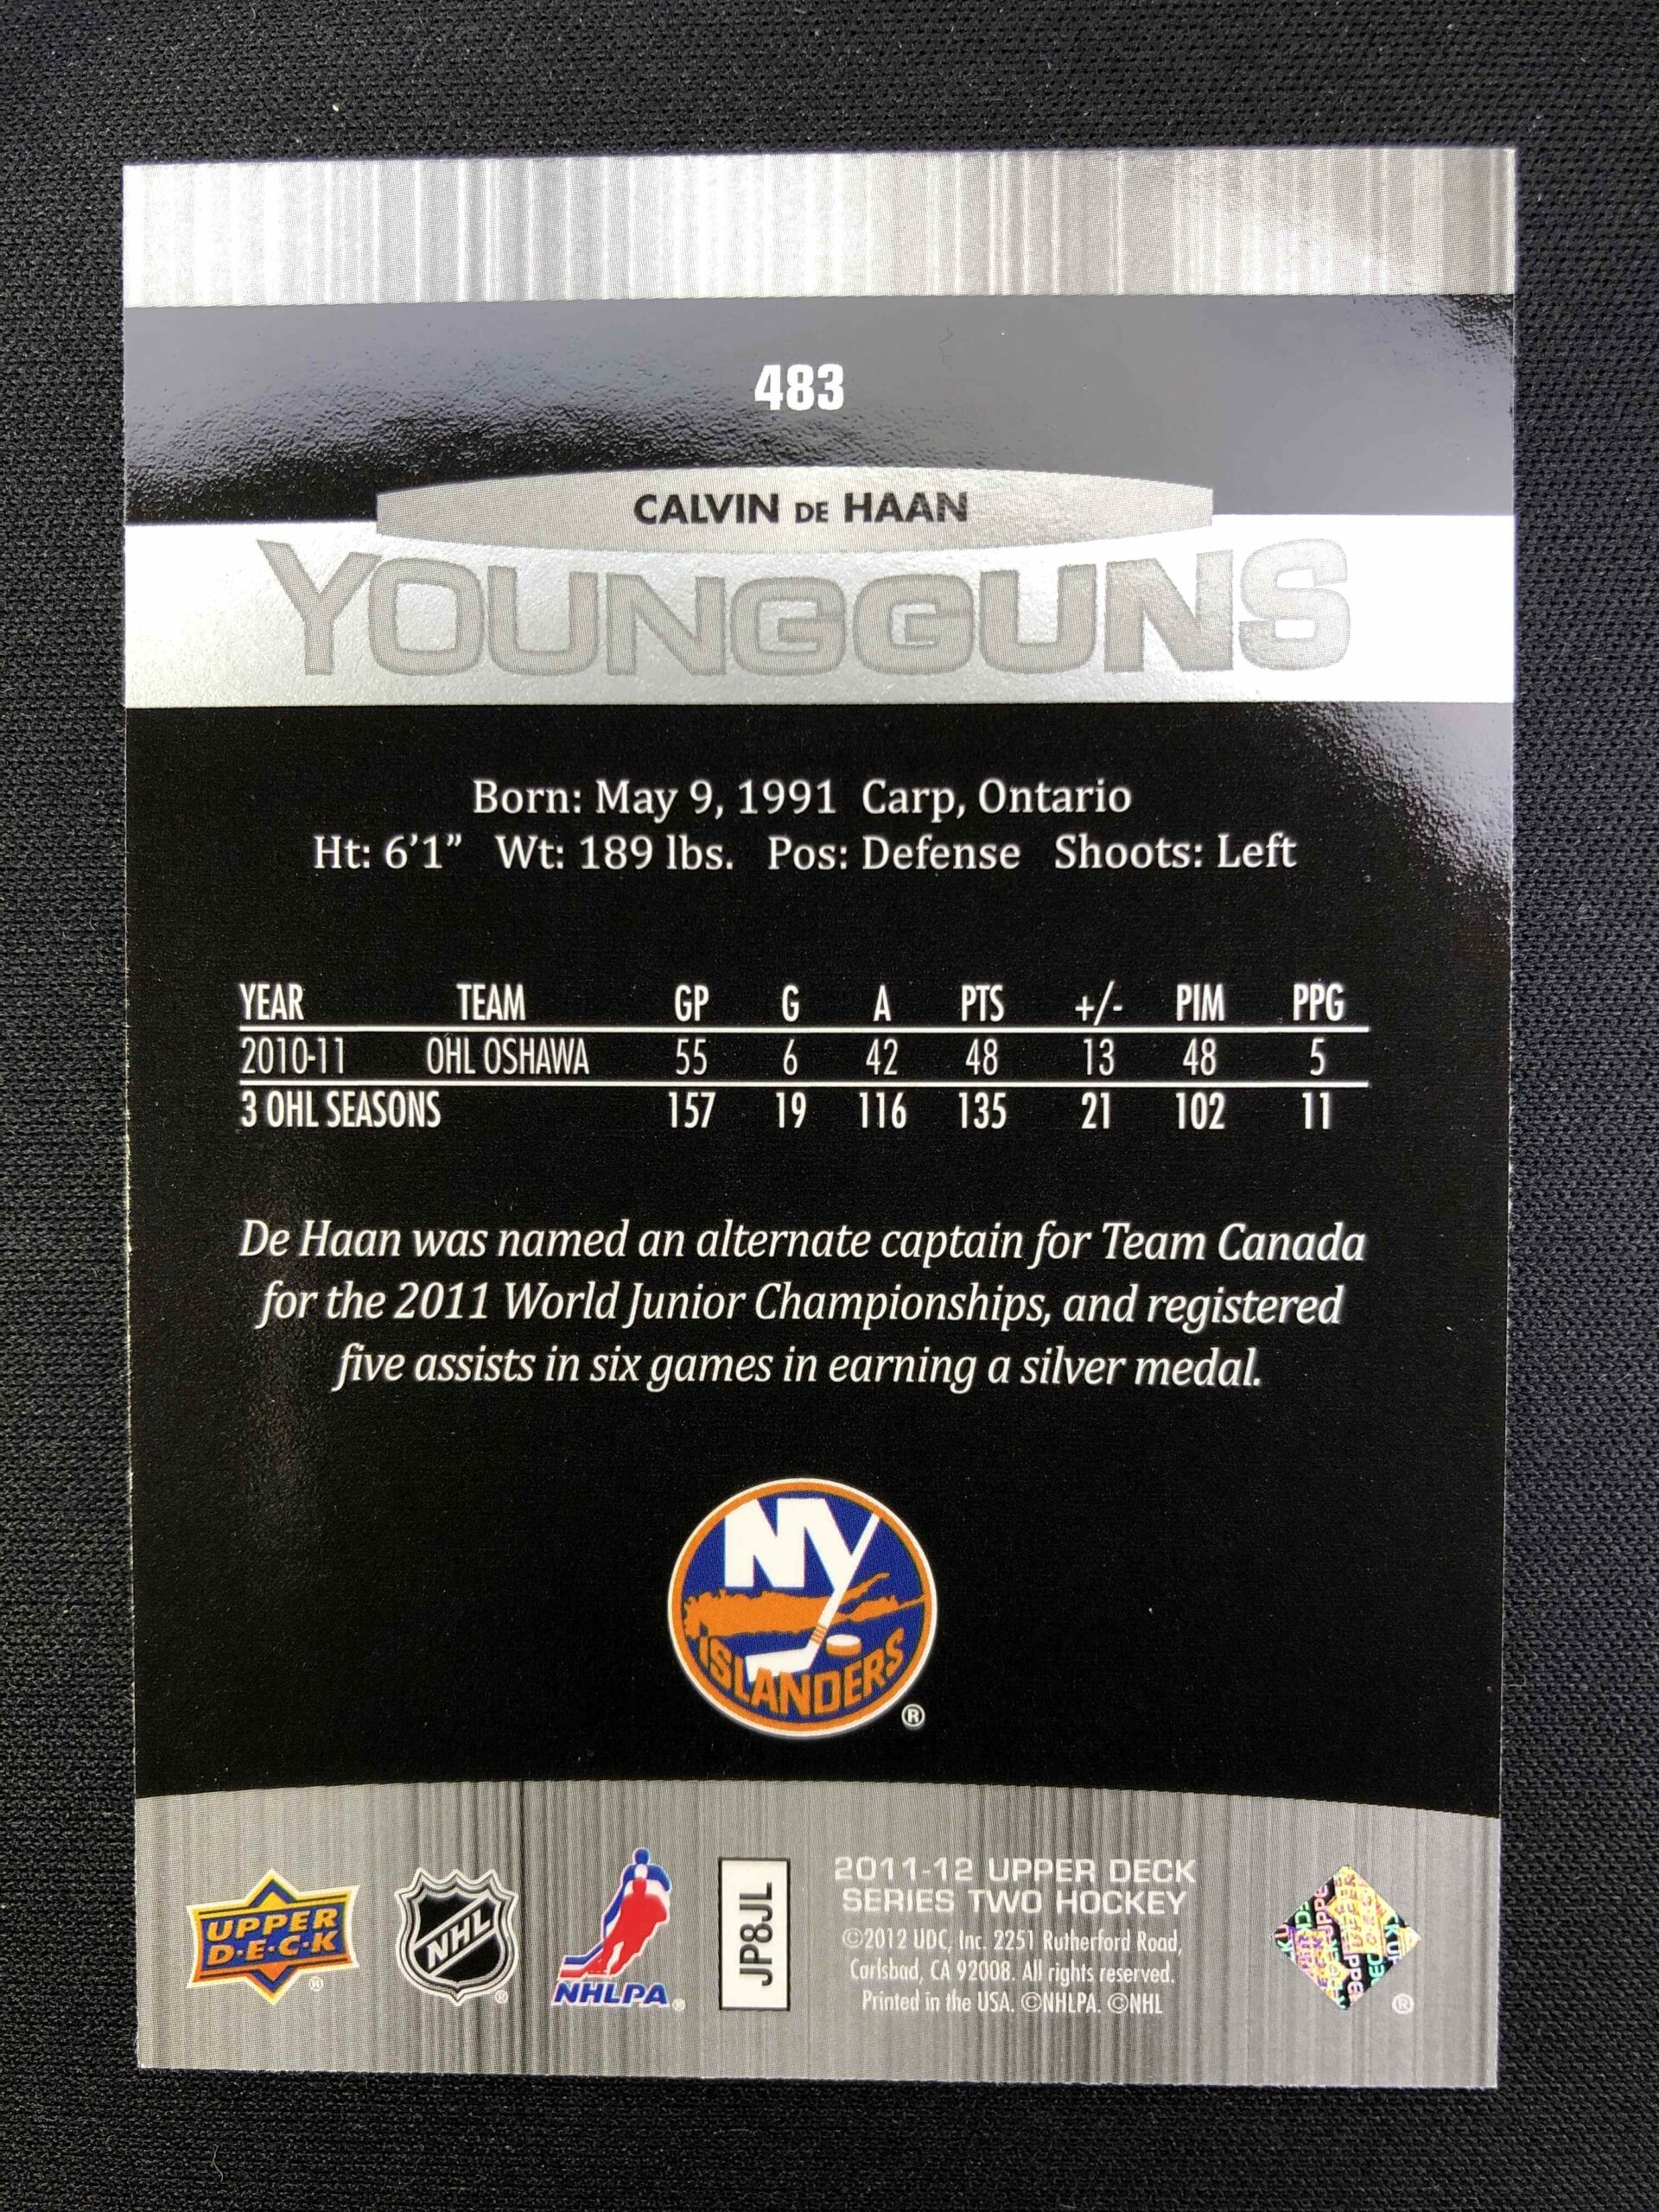 483
CALVIN DE HAAN
YOUNGGUNS
Born: May 9, 1991 Carp, Ontario
Ht: 6'1” Wt: 189 lbs. Pos: Defense Shoots: Left
YEAR TEAM GP G A PTS +/- PIM PPG
2010-11 OHL OSHAWA 55 6 42 48 13 48 5
3 OHL SEASONS 157 19 116 135 21 102 11
De Haan was named an alternate captain for Team Canada
for the 2011 World Junior Championships, and registered
five assists in six games in earning a silver medal.
NY
ISLANDERS
®
UPPER
D·E·C·K
®
NHL
®
NHLPA®
JP8JL
2011-12 UPPER DECK
SERIES TWO HOCKEY
©2012 UDC, Inc. 2251 Rutherford Road,
Carlsbad, CA 92008. All rights reserved.
Printed in the USA. ©NHLPA. ©NHL
®